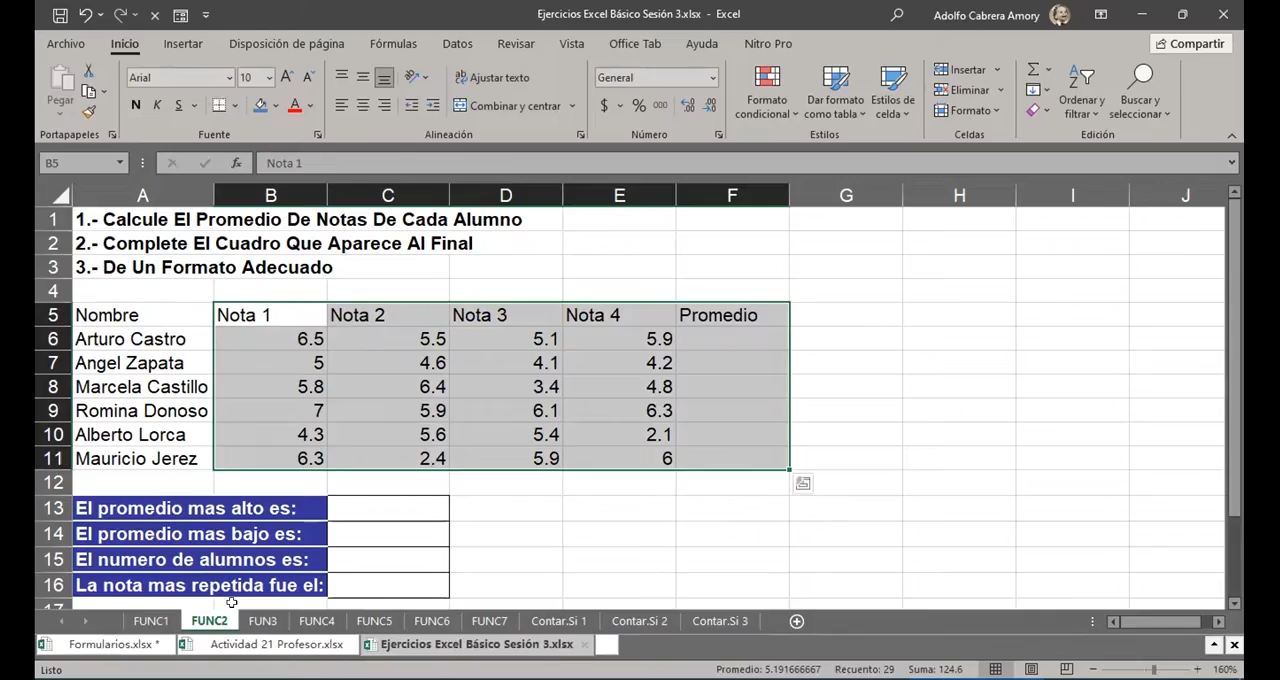 Ejercicios Excel Básico Sesión 3.xlsx - Excel
Adolfo Cabrera Amory
Archivo Inicio Insertar Disposición de página Fórmulas Datos Revisar Vista Office Tab Ayuda Nitro Pro Compartir
Pegar
Arial 10 A A
N K S A
Ajustar texto
Combinar y centrar
General
$ % 000
Formato condicional
Dar formato como tabla
Estilos de celda
Insertar
Eliminar
Formato
Ordenar y filtrar
Buscar y seleccionar
Portapapeles Fuente Alineación Número Estilos Celdas Edición
B5 fx Nota 1
A B C D E F G H I J
1 1.- Calcule El Promedio De Notas De Cada Alumno
2 2.- Complete El Cuadro Que Aparece Al Final
3 3.- De Un Formato Adecuado
4
5 Nombre Nota 1 Nota 2 Nota 3 Nota 4 Promedio
6 Arturo Castro 6.5 5.5 5.1 5.9
7 Angel Zapata 5 4.6 4.1 4.2
8 Marcela Castillo 5.8 6.4 3.4 4.8
9 Romina Donoso 7 5.9 6.1 6.3
10 Alberto Lorca 4.3 5.6 5.4 2.1
11 Mauricio Jerez 6.3 2.4 5.9 6
12
13 El promedio mas alto es:
14 El promedio mas bajo es:
15 El numero de alumnos es:
16 La nota mas repetida fue el:
17
FUNC1 FUNC2 FUN3 FUNC4 FUNC5 FUNC6 FUNC7 Contar.Si 1 Contar.Si 2 Contar.Si 3
Formularios.xlsx * Actividad 21 Profesor.xlsx Ejercicios Excel Básico Sesión 3.xlsx
Listo Promedio: 5.191666667 Recuento: 29 Suma: 124.6 160%